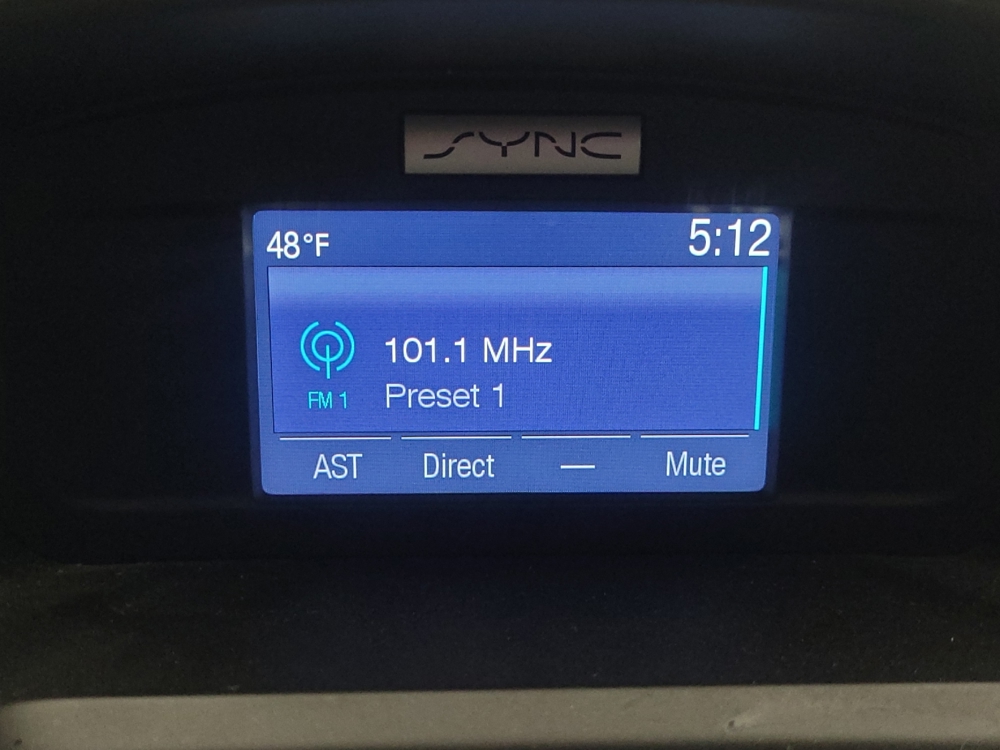 SYNC
48°F 5:12
101.1 MHz
FM 1 Preset 1
AST Direct — Mute